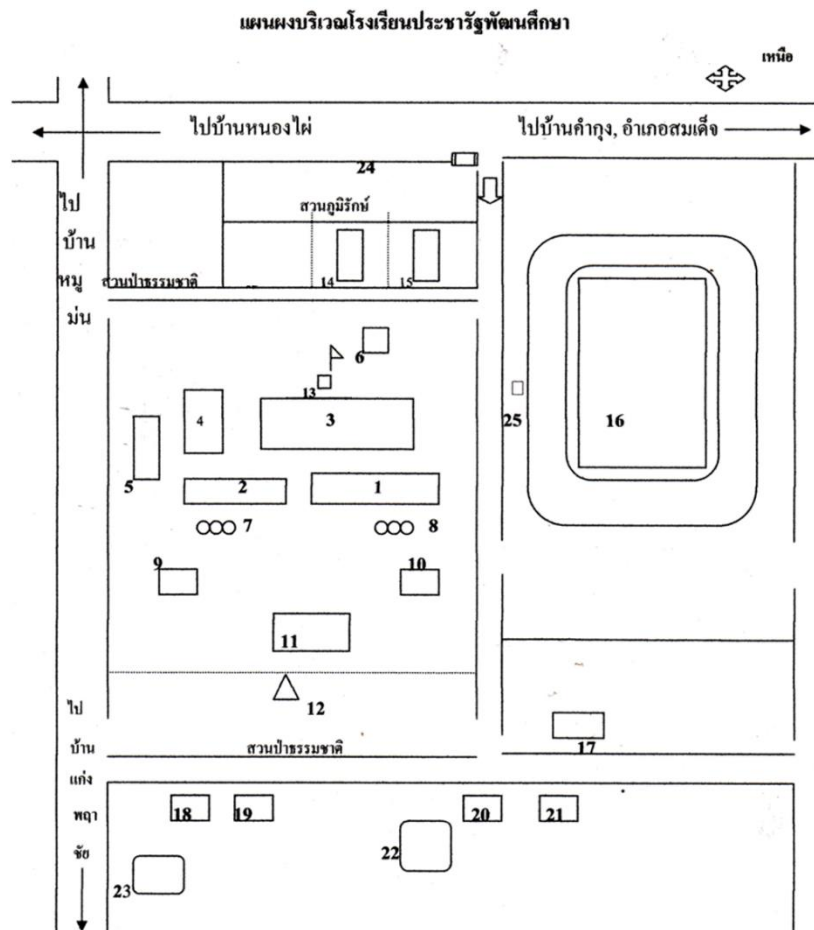 แผนผงบริเวณโรงเรียนประชารัฐพัฒนศึกษา
เหนือ
ไปบ้านหนองไผ่
ไปบ้านคำกุง, อำเภอสมเด็จ
24
ไป
บ้าน
หมู
ม่น
สวนภูมิรักษ์
สวนป่าธรรมชาติ
14
15
6
13
4
3
25
16
5
2
1
7
8
9
10
11
12
17
ไป
บ้าน
แก่ง
พฤา
ชัย
สวนป่าธรรมชาติ
18
19
20
21
22
23